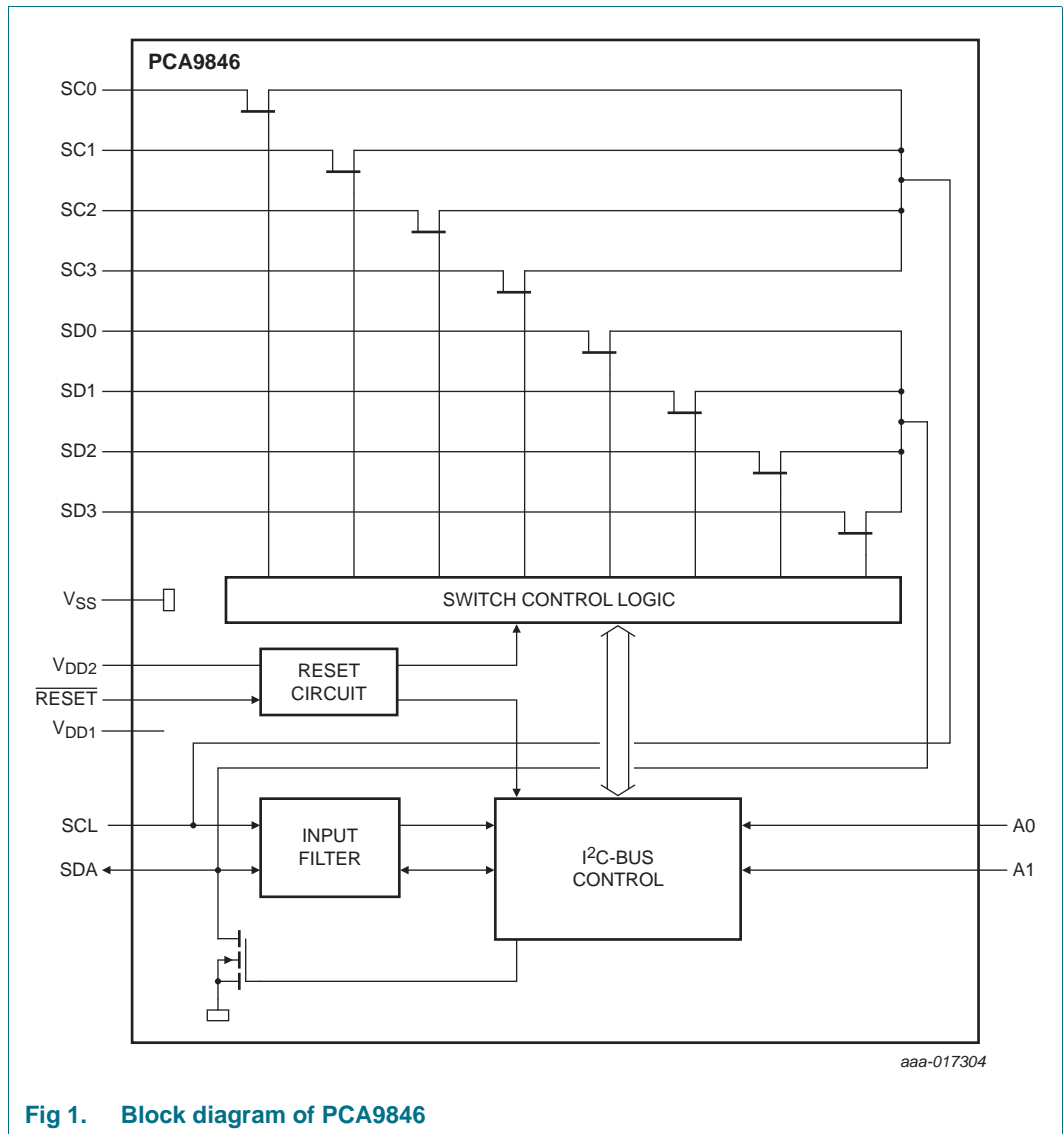 PCA9846
SC0
SC1
SC2
SC3
SD0
SD1
SD2
SD3
VSS
SWITCH CONTROL LOGIC
VDD2
RESET
CIRCUIT
RESET
VDD1
SCL
INPUT
FILTER
SDA
I2C-BUS
CONTROL
A0
A1
aaa-017304
Fig 1. Block diagram of PCA9846